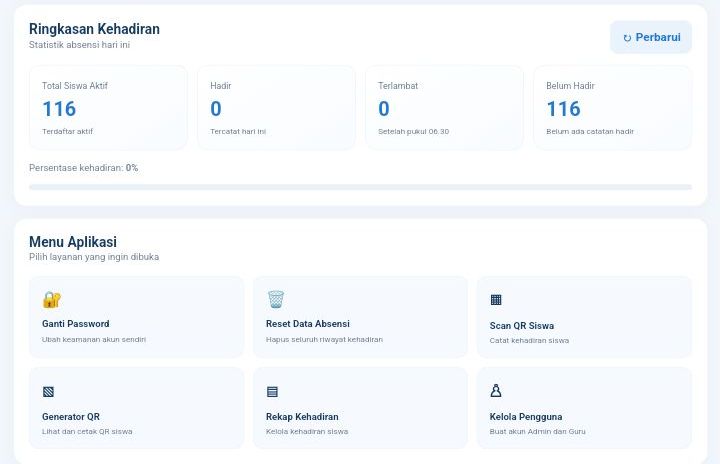 Ringkasan Kehadiran
Statistik absensi hari ini
↻ Perbarui
Total Siswa Aktif
116
Terdaftar aktif
Hadir
0
Tercatat hari ini
Terlambat
0
Setelah pukul 06.30
Belum Hadir
116
Belum ada catatan hadir
Persentase kehadiran: 0%
Menu Aplikasi
Pilih layanan yang ingin dibuka
Ganti Password
Ubah keamanan akun sendiri
Reset Data Absensi
Hapus seluruh riwayat kehadiran
Scan QR Siswa
Catat kehadiran siswa
Generator QR
Lihat dan cetak QR siswa
Rekap Kehadiran
Kelola kehadiran siswa
Kelola Pengguna
Buat akun Admin dan Guru